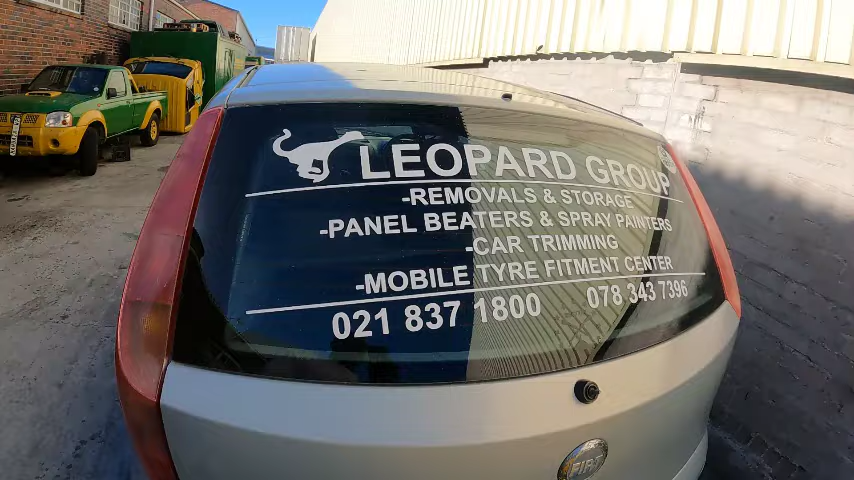 LEOPARD GROUP
-REMOVALS & STORAGE
-PANEL BEATERS & SPRAY PAINTERS
-CAR TRIMMING
-MOBILE TYRE FITMENT CENTER
021 837 1800 078 343 7396
FIAT